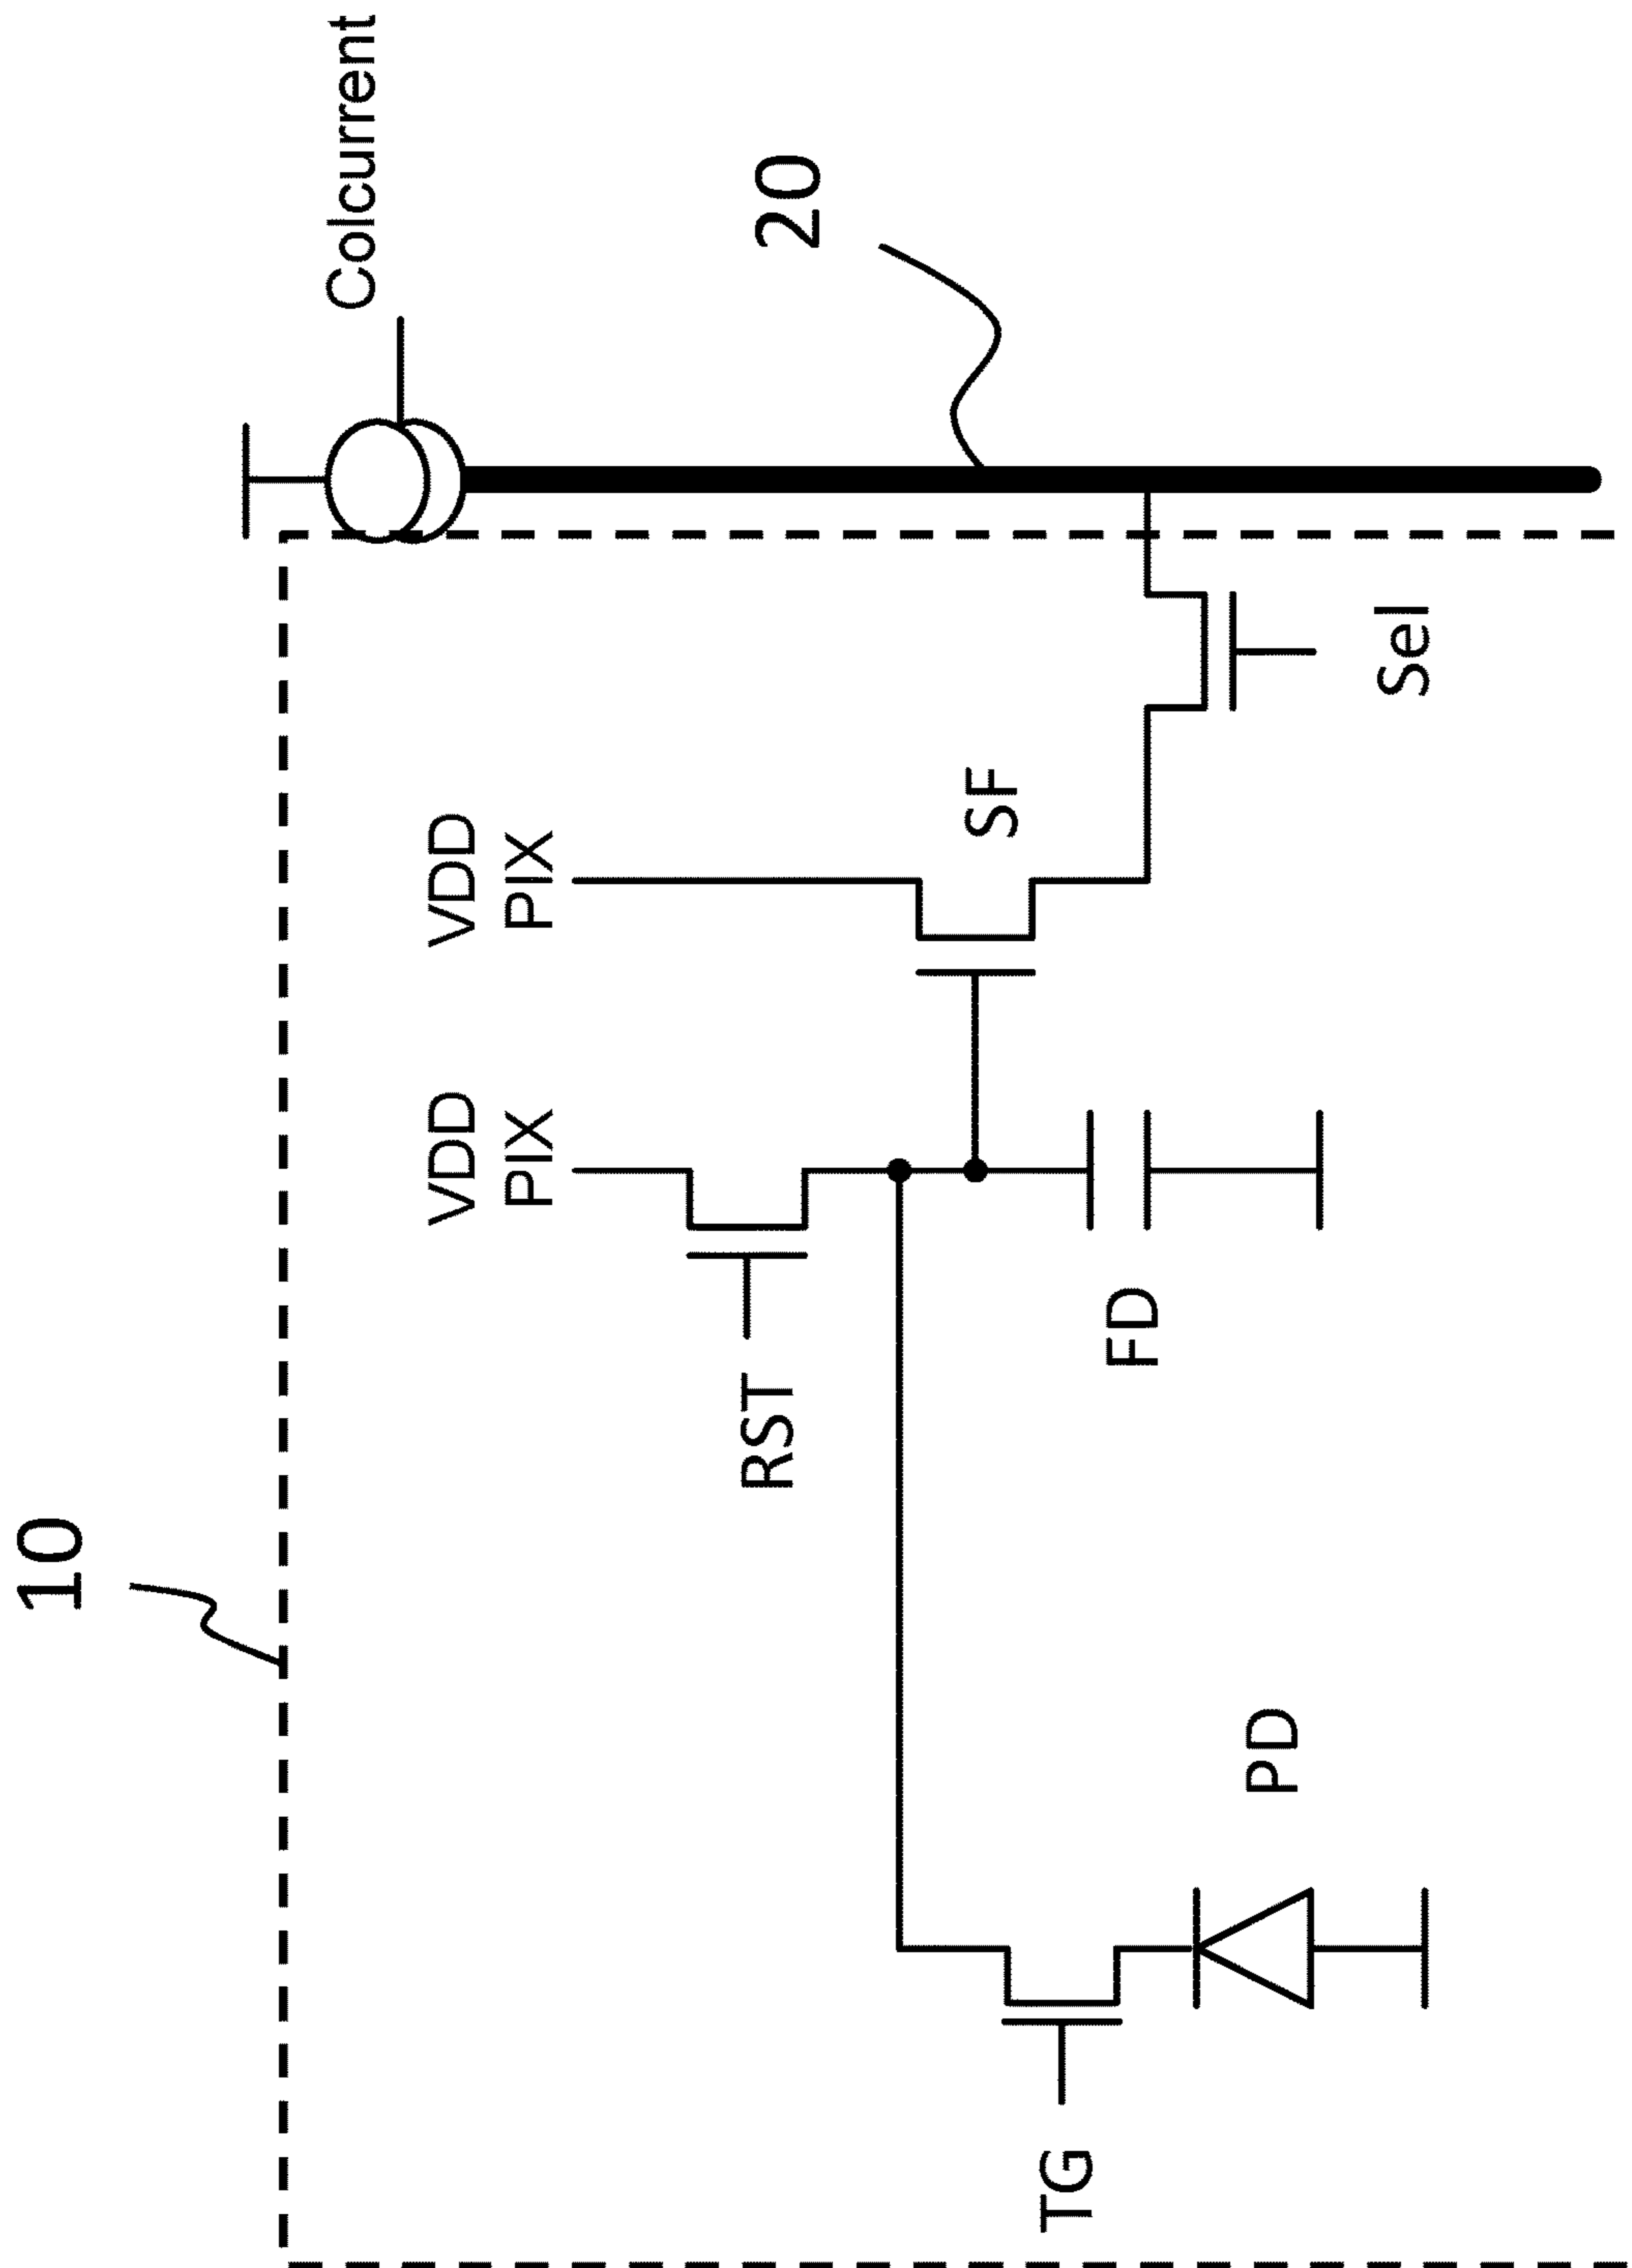 10
Colcurrent
20
VDD
PIX
VDD
PIX
RST
SF
FD
Sel
TG
PD